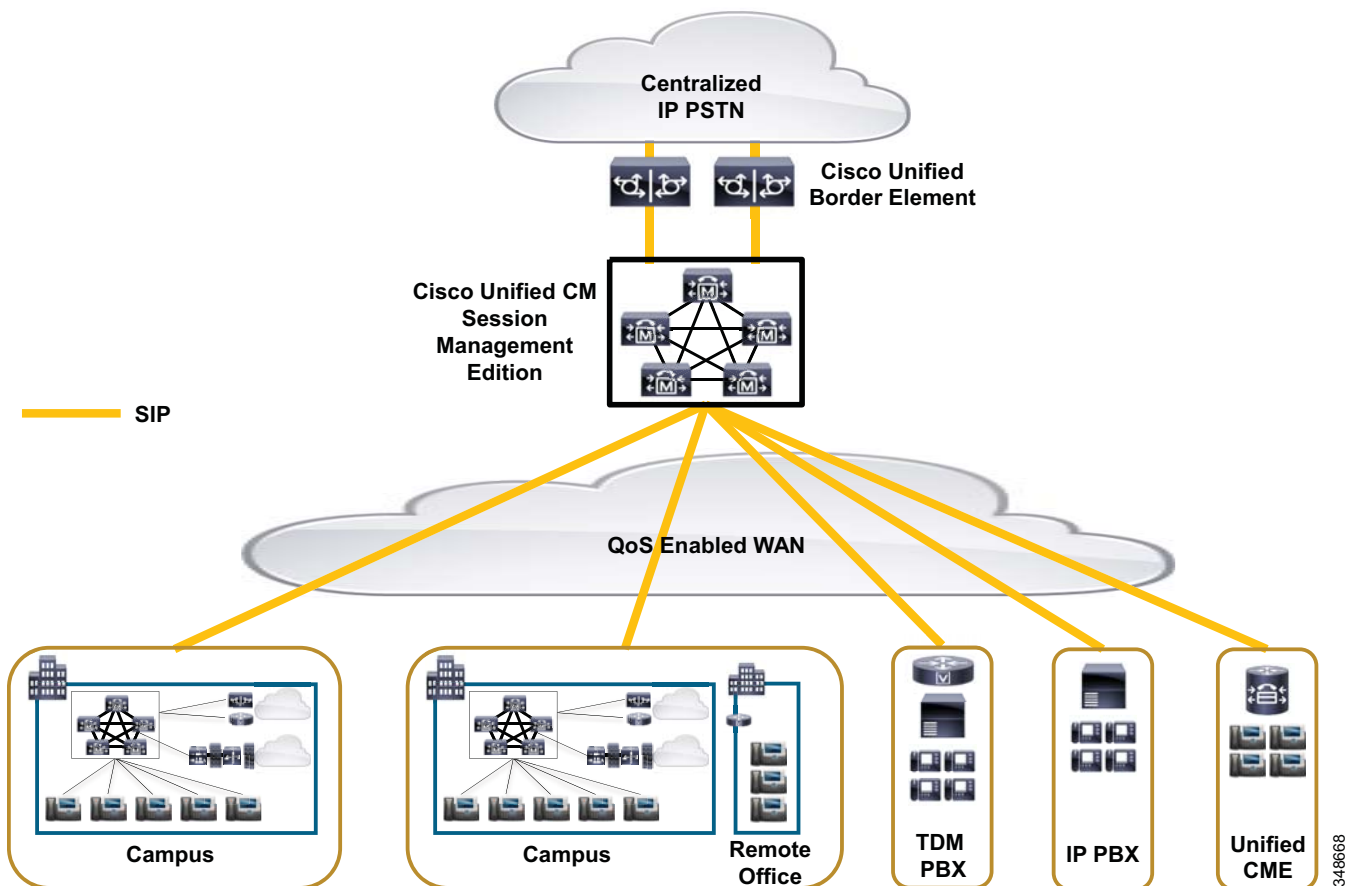 Centralized
IP PSTN
Cisco Unified
Border Element
Cisco Unified CM
Session
Management
Edition
SIP
QoS Enabled WAN
M
M
M
M
M
V
Campus
Campus
Remote
Office
TDM
PBX
IP PBX
Unified
CME
348668